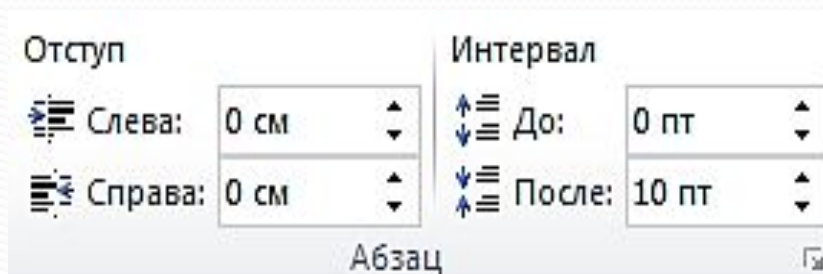 Отступ Интервал
Слева: 0 см До: 0 пт
Справа: 0 см После: 10 пт
Абзац